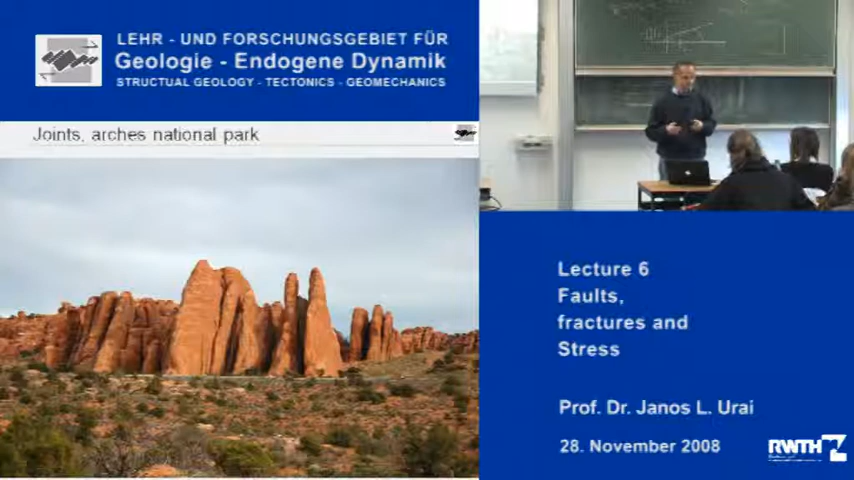 LEHR - UND FORSCHUNGSGEBIET FÜR
Geologie - Endogene Dynamik
STRUCTUAL GEOLOGY - TECTONICS - GEOMECHANICS
Joints, arches national park
Lecture 6
Faults,
fractures and
Stress
Prof. Dr. Janos L. Urai
28. November 2008
RWTH